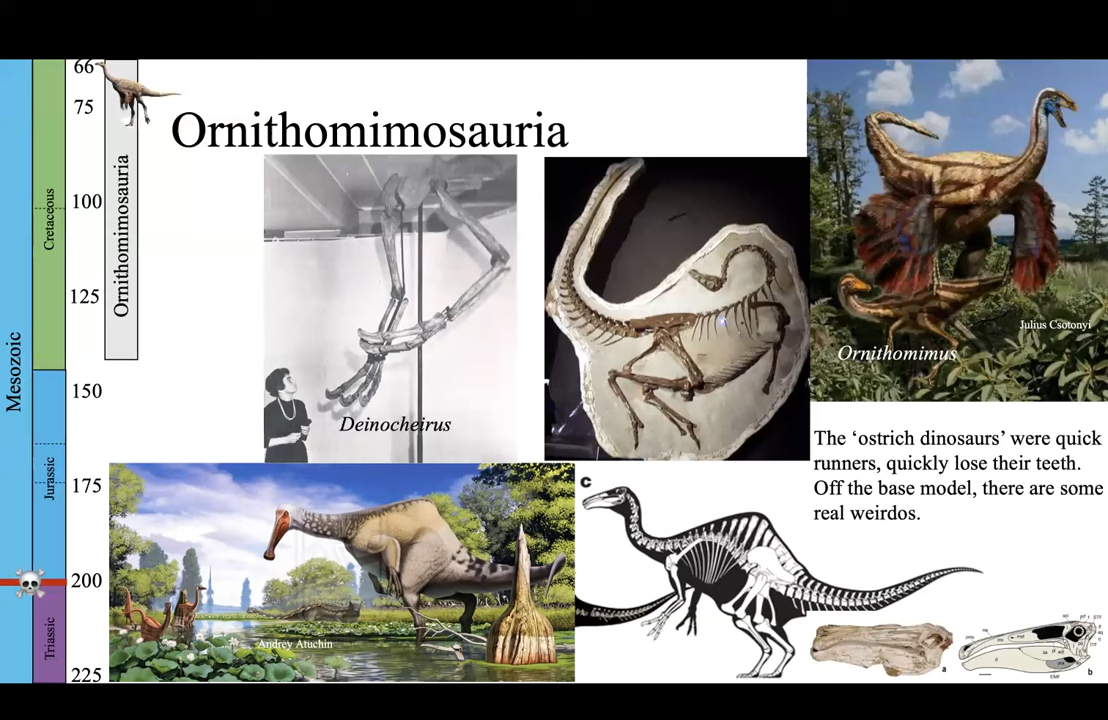 66
75
100
125
150
175
200
225
Mesozoic
Cretaceous
Jurassic
Triassic
Ornithomimosauria
Ornithomimosauria
Deinocheirus
Julius Csotonyi
Ornithomimus
The ‘ostrich dinosaurs’ were quick
runners, quickly lose their teeth.
Off the base model, there are some
real weirdos.
Andrey Atuchin
c
a
b